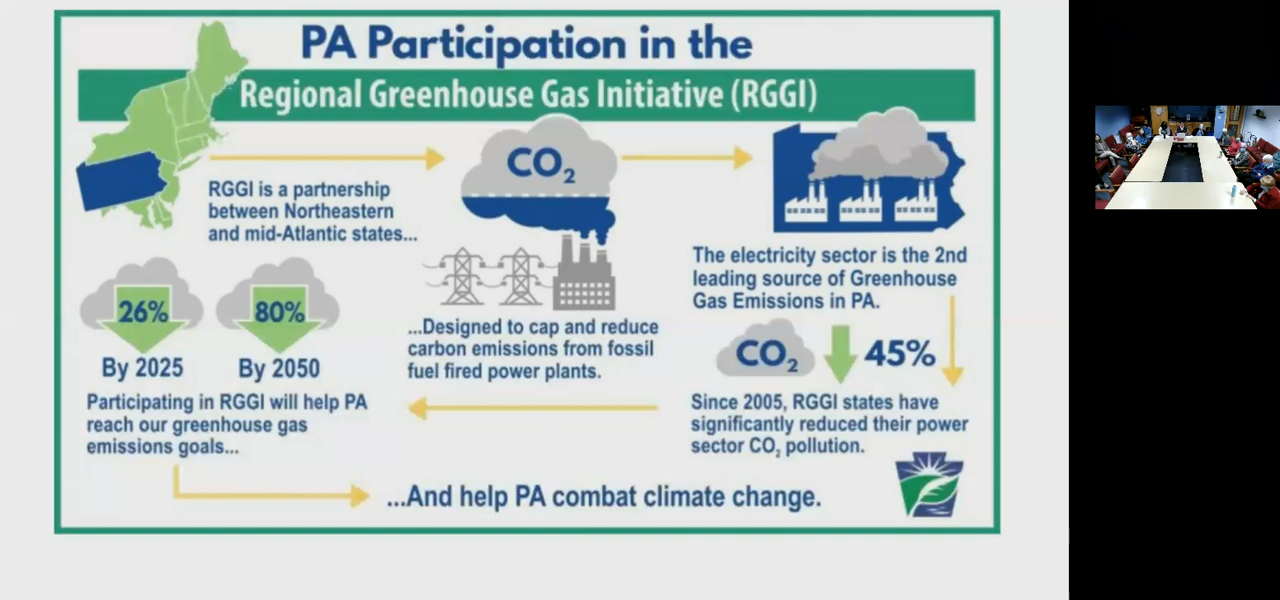 PA Participation in the
Regional Greenhouse Gas Initiative (RGGI)
RGGI is a partnership
between Northeastern
and mid-Atlantic states...
CO₂
...Designed to cap and reduce
carbon emissions from fossil
fuel fired power plants.
The electricity sector is the 2nd
leading source of Greenhouse
Gas Emissions in PA.
CO₂ 45%
Since 2005, RGGI states have
significantly reduced their power
sector CO₂ pollution.
26% 80%
By 2025 By 2050
Participating in RGGI will help PA
reach our greenhouse gas
emissions goals...
...And help PA combat climate change.